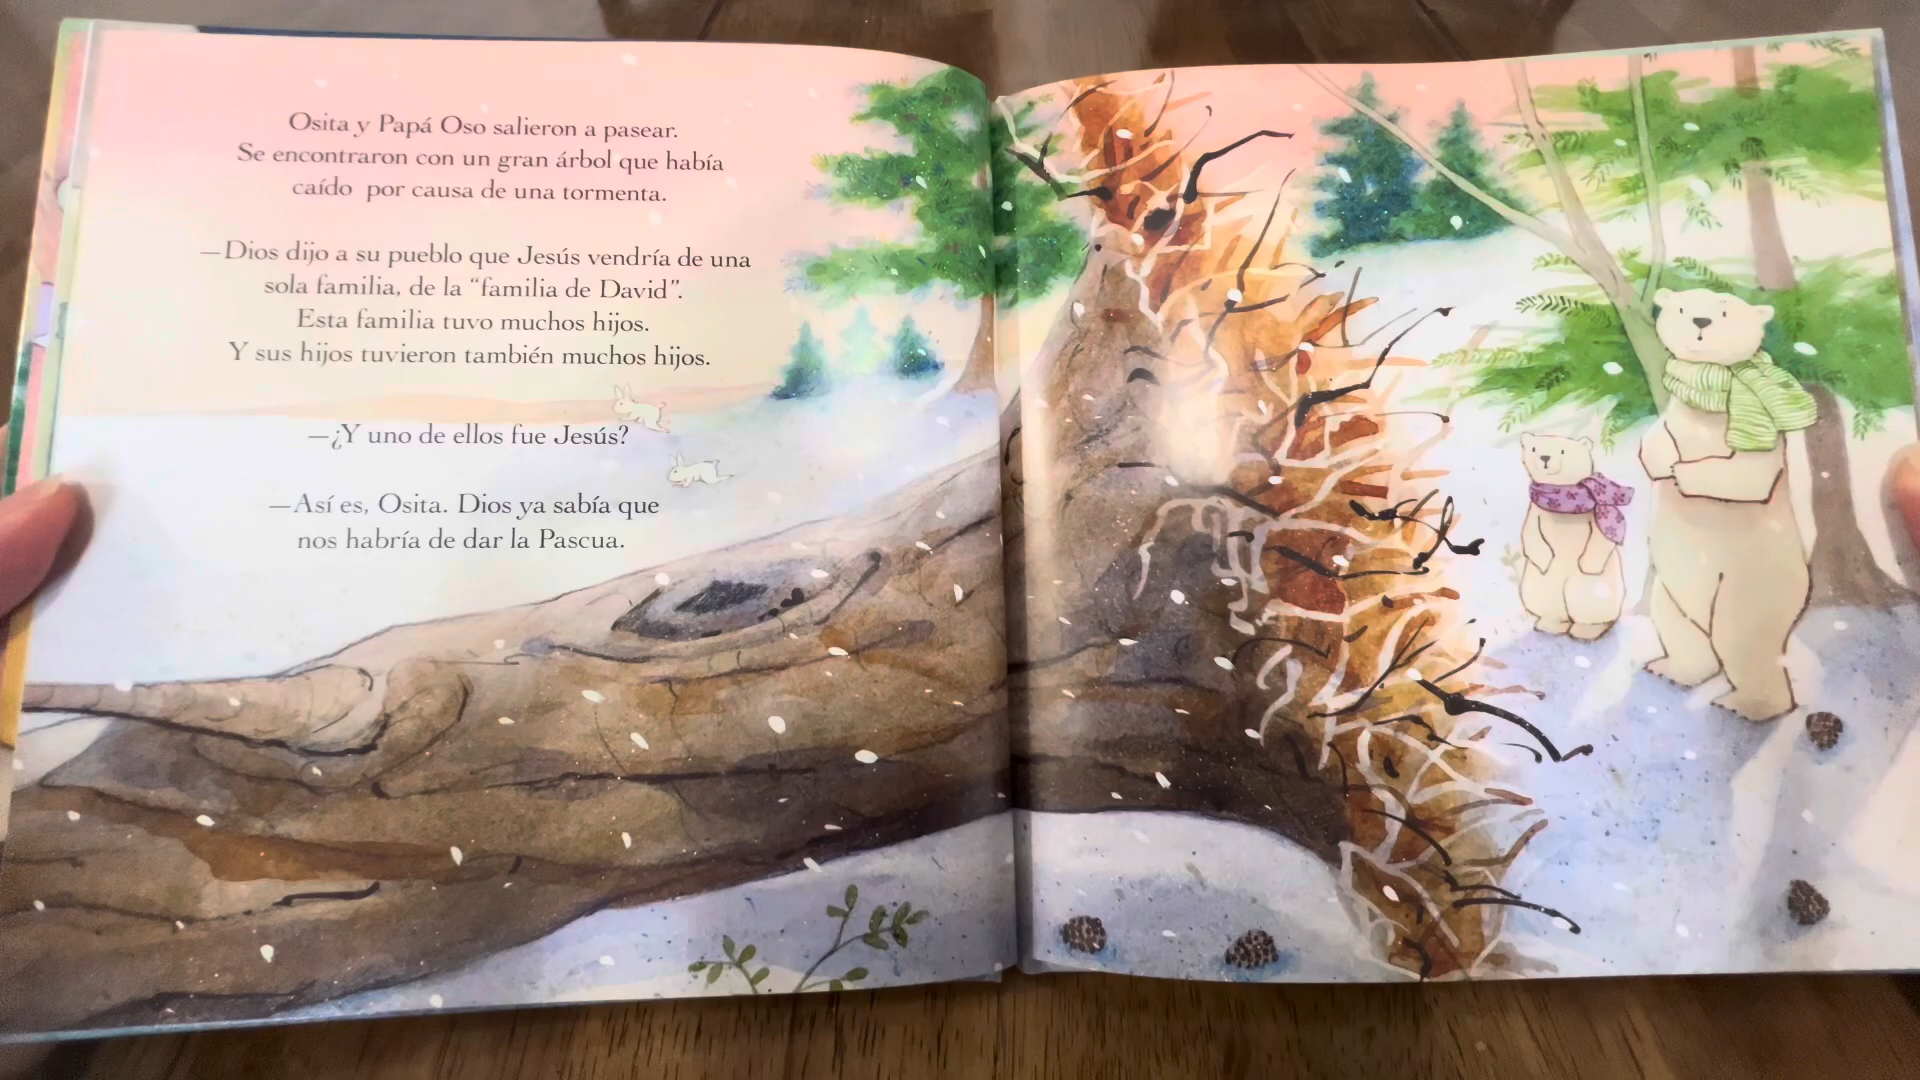 Osita y Papá Oso salieron a pasear.
Se encontraron con un gran árbol que había
caído por causa de una tormenta.
—Dios dijo a su pueblo que Jesús vendría de una
sola familia, de la “familia de David”.
Esta familia tuvo muchos hijos.
Y sus hijos tuvieron también muchos hijos.
—¿Y uno de ellos fue Jesús?
—Así es, Osita. Dios ya sabía que
nos habría de dar la Pascua.